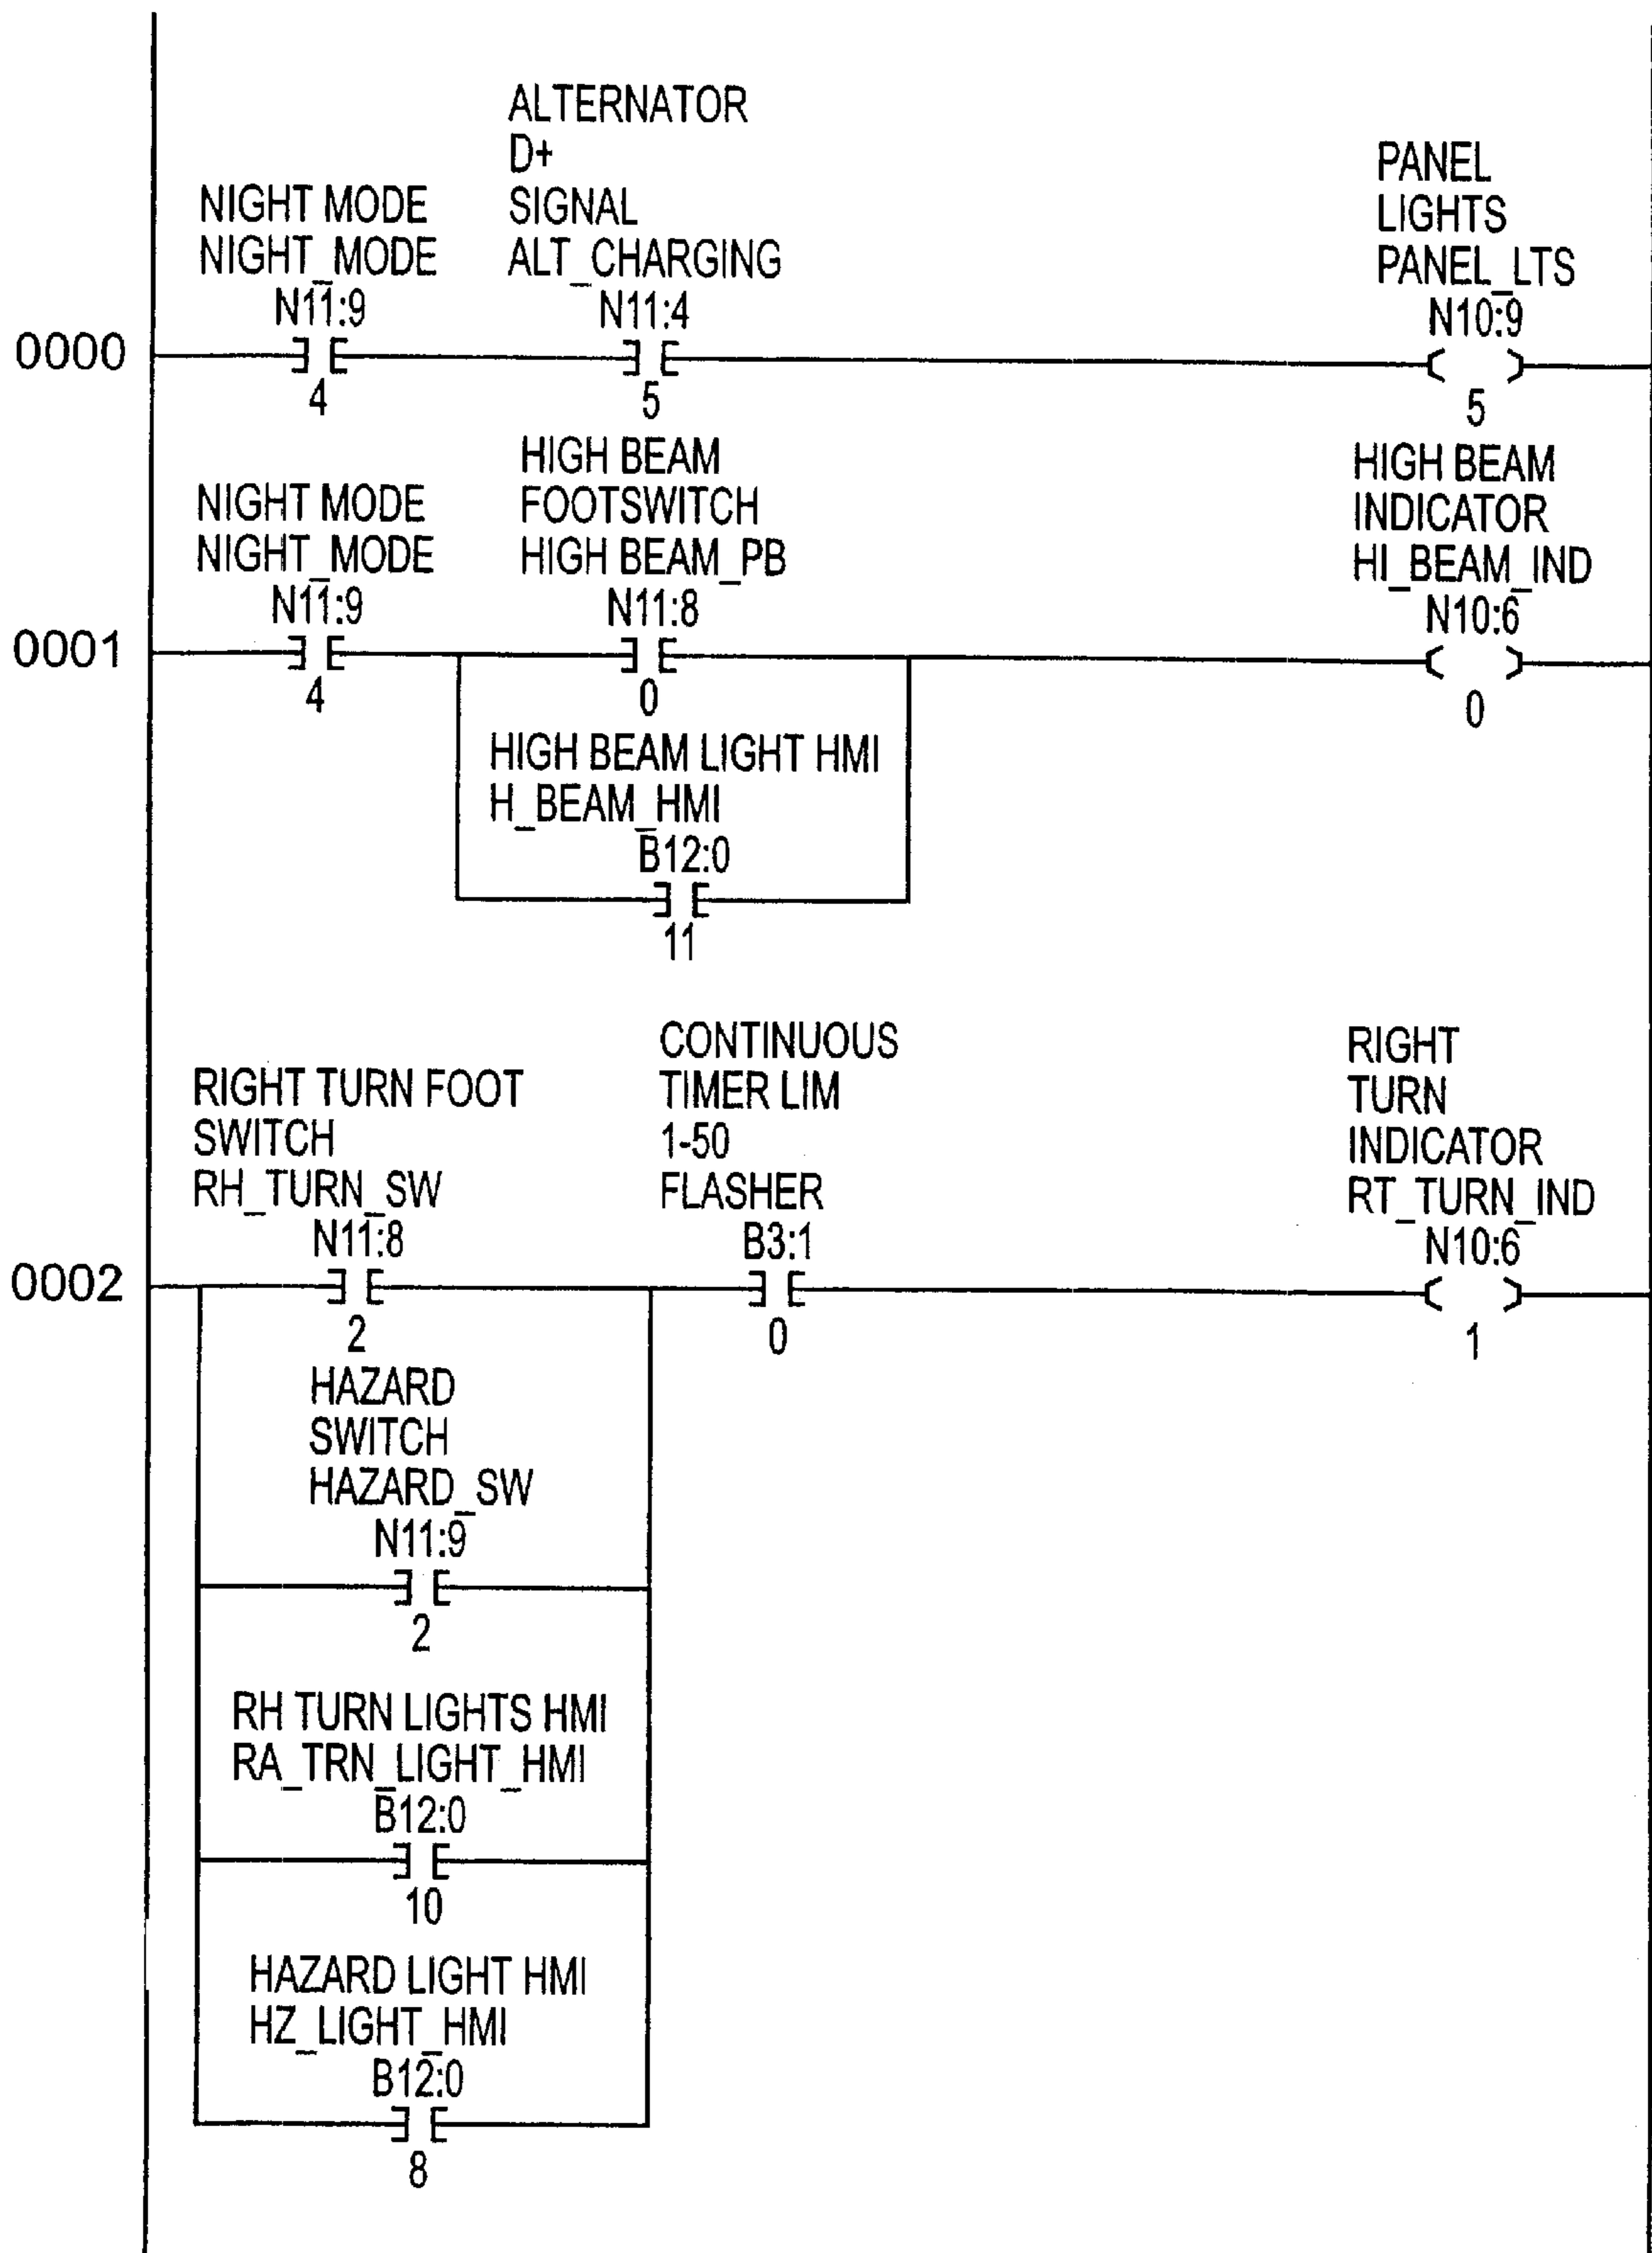 ALTERNATOR
D+
SIGNAL
ALT_CHARGING
N11:4
5
NIGHT MODE
NIGHT_MODE
N11:9
4
PANEL
LIGHTS
PANEL_LTS
N10:9
5
0000
HIGH BEAM
FOOTSWITCH
HIGH BEAM_PB
N11:8
0
NIGHT MODE
NIGHT_MODE
N11:9
4
HIGH BEAM
INDICATOR
HI_BEAM_IND
N10:6
0
0001
HIGH BEAM LIGHT HMI
H_BEAM_HMI
B12:0
11
RIGHT TURN FOOT
SWITCH
RH_TURN_SW
N11:8
2
CONTINUOUS
TIMER LIM
1-50
FLASHER
B3:1
0
RIGHT
TURN
INDICATOR
RT_TURN_IND
N10:6
1
0002
HAZARD
SWITCH
HAZARD_SW
N11:9
2
RH TURN LIGHTS HMI
RA_TRN_LIGHT_HMI
B12:0
10
HAZARD LIGHT HMI
HZ_LIGHT_HMI
B12:0
8